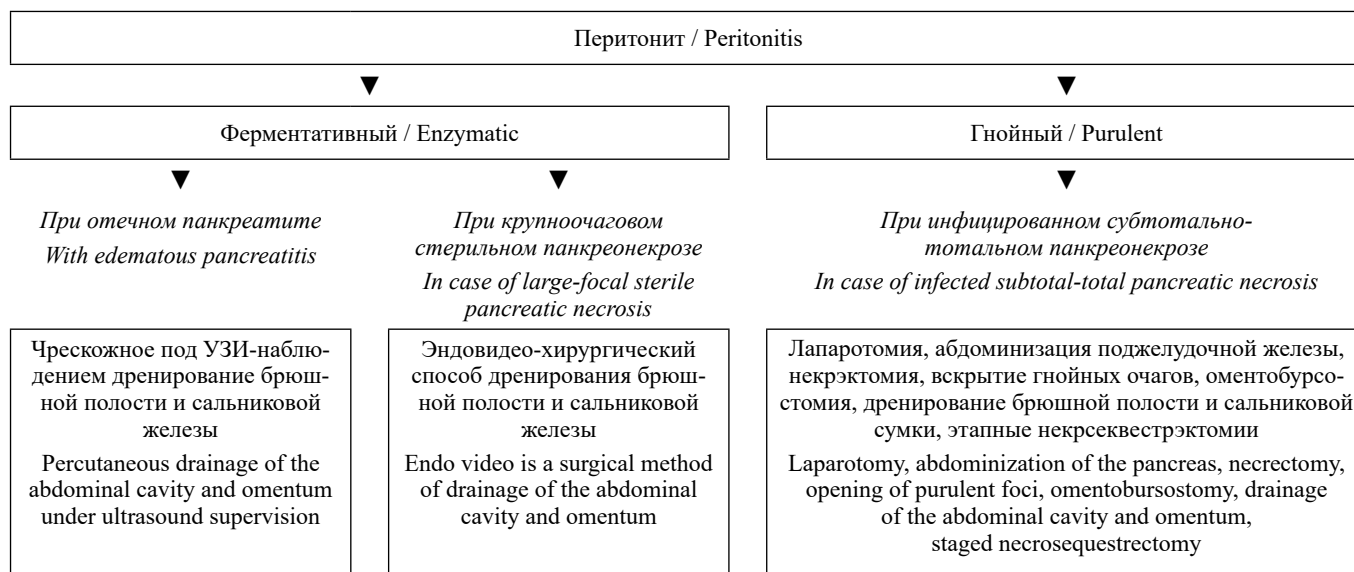 Перитонит / Peritonitis
Ферментативный / Enzymatic
Гнойный / Purulent
При отечном панкреатите
With edematous pancreatitis
При крупноочаговом
стерильном панкреонекрозе
In case of large-focal sterile
pancreatic necrosis
При инфицированном субтотально-
тотальном панкреонекрозе
In case of infected subtotal-total pancreatic necrosis
Чрескожное под УЗИ-наблю-
дением дренирование брюш-
ной полости и сальниковой
железы
Percutaneous drainage of the
abdominal cavity and omentum
under ultrasound supervision
Эндовидео-хирургический
способ дренирования брюш-
ной полости и сальниковой
железы
Endo video is a surgical method
of drainage of the abdominal
cavity and omentum
Лапаротомия, абдоминизация поджелудочной железы,
некрэктомия, вскрытие гнойных очагов, оментобурсо-
стомия, дренирование брюшной полости и сальниковой
сумки, этапные некрсеквестрэктомии
Laparotomy, abdominization of the pancreas, necrectomy,
opening of purulent foci, omentobursostomy, drainage
of the abdominal cavity and omentum,
staged necrosequestrectomy